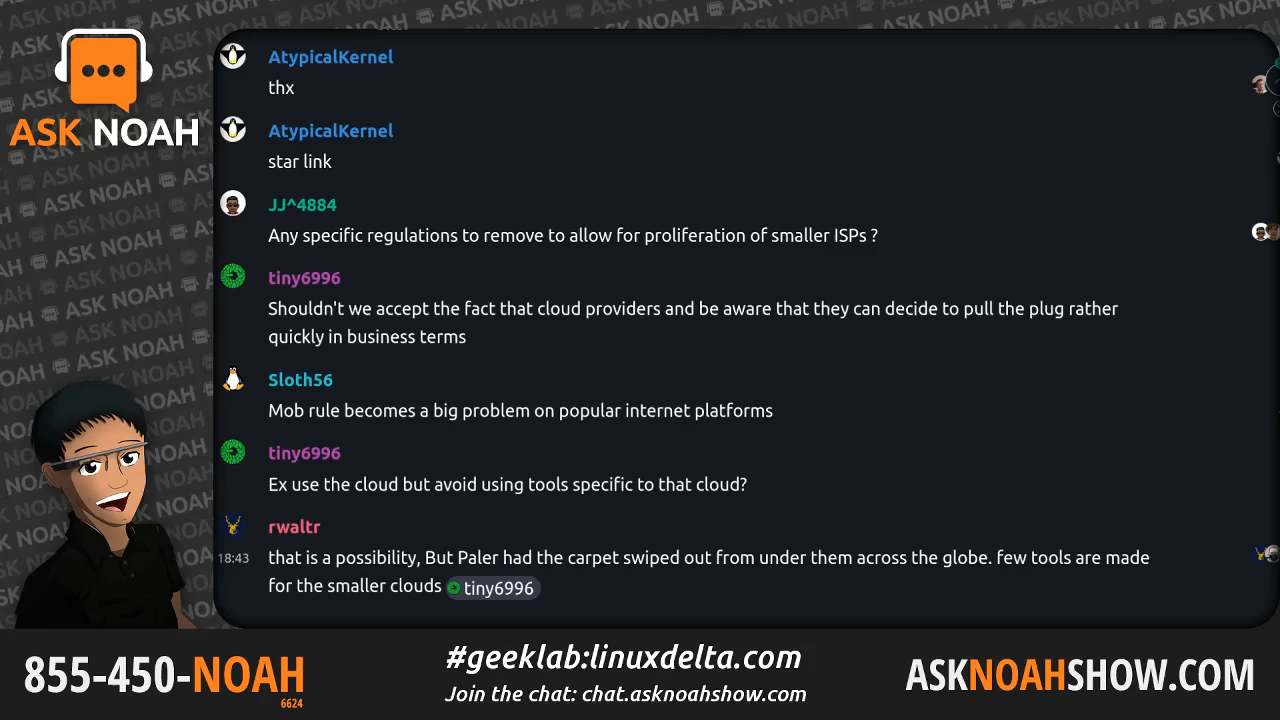 ASK NOAH
AtypicalKernel
thx
AtypicalKernel
star link
JJ^4884
Any specific regulations to remove to allow for proliferation of smaller ISPs ?
tiny6996
Shouldn't we accept the fact that cloud providers and be aware that they can decide to pull the plug rather
quickly in business terms
Sloth56
Mob rule becomes a big problem on popular internet platforms
tiny6996
Ex use the cloud but avoid using tools specific to that cloud?
rwaltr
18:43 that is a possibility, But Paler had the carpet swiped out from under them across the globe. few tools are made
for the smaller clouds tiny6996
855-450-NOAH
6624
#geeklab:linuxdelta.com
Join the chat: chat.asknoahshow.com
ASKNOAHSHOW.COM